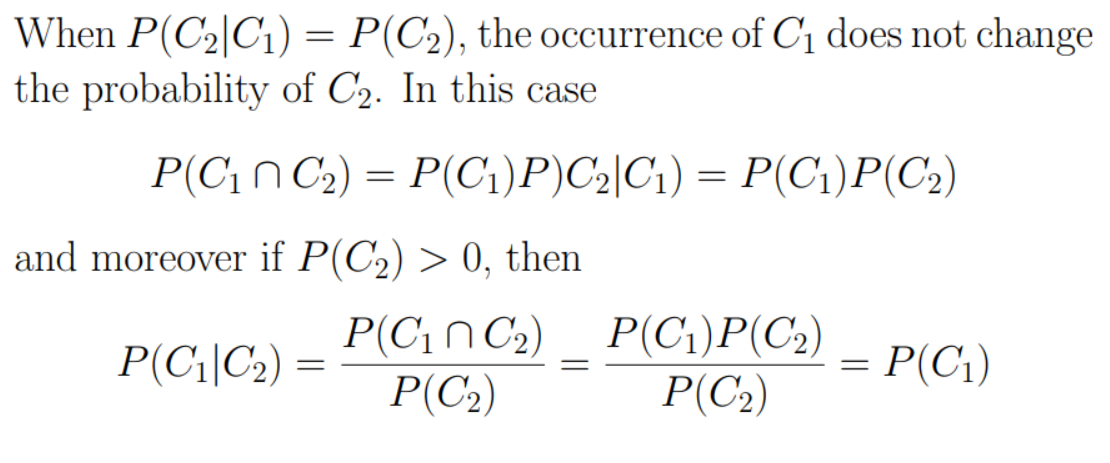 When P(C₂|C₁) = P(C₂), the occurrence of C₁ does not change
the probability of C₂. In this case
P(C₁ ∩ C₂) = P(C₁)P)C₂|C₁) = P(C₁)P(C₂)
and moreover if P(C₂) > 0, then
P(C₁|C₂) = \frac{P(C₁ ∩ C₂)}{P(C₂)} = \frac{P(C₁)P(C₂)}{P(C₂)} = P(C₁)